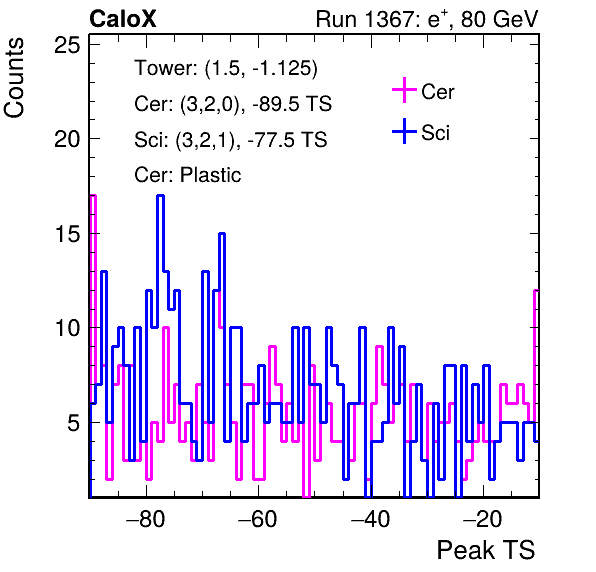 CaloX Run 1367: e⁺, 80 GeV
Counts
25
20
15
10
5
Tower: (1.5, -1.125)
Cer: (3,2,0), -89.5 TS
Sci: (3,2,1), -77.5 TS
Cer: Plastic
Cer
Sci
−80 −60 −40 −20
Peak TS